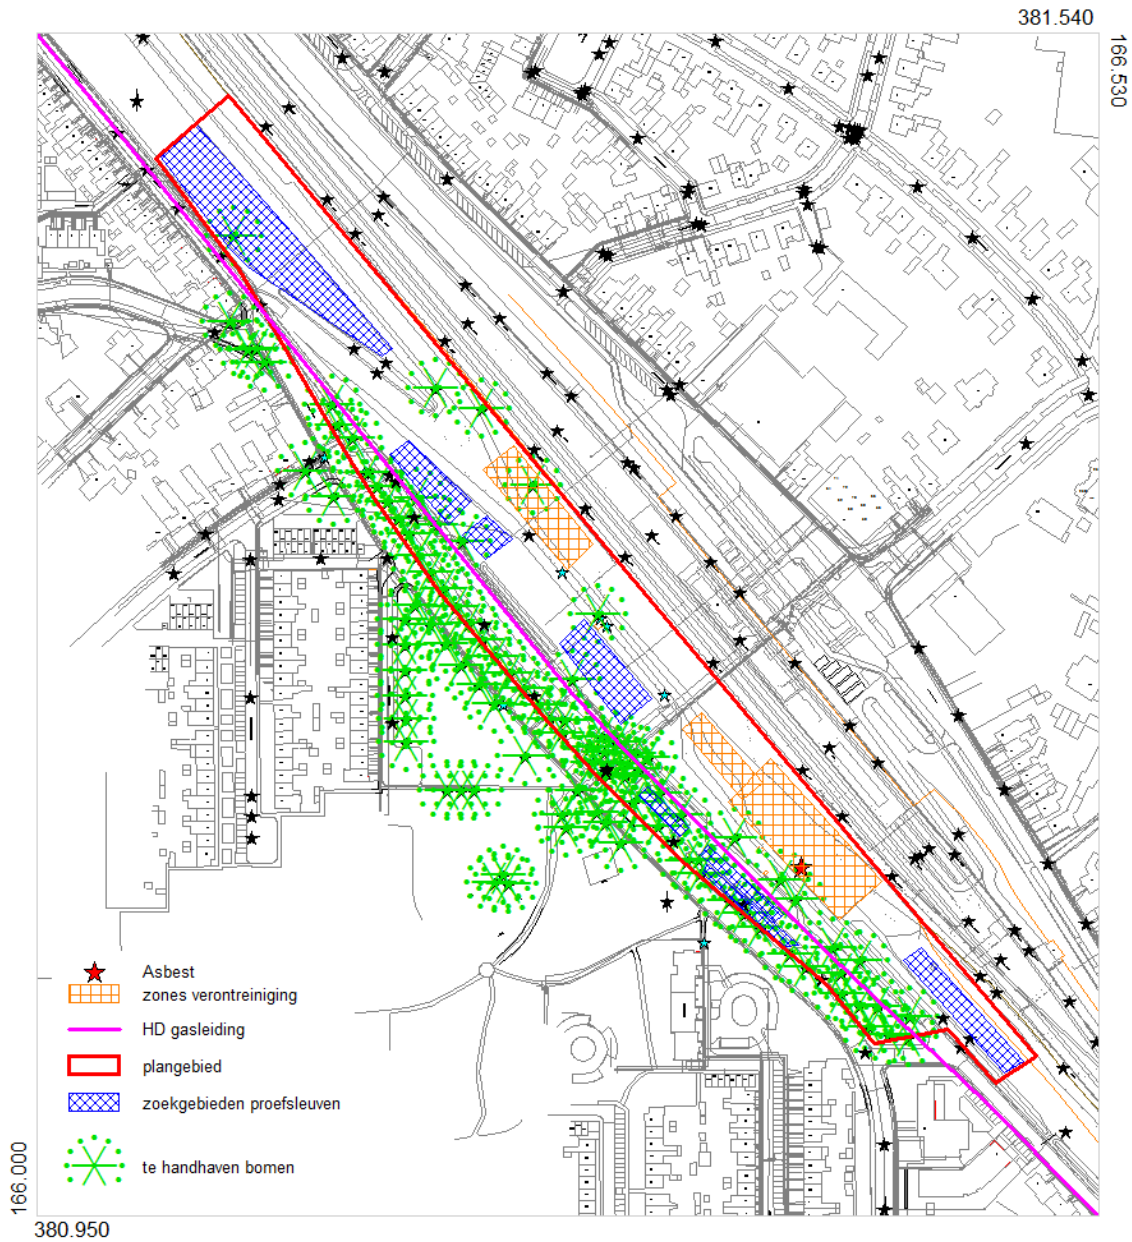 381.540
166.530
Asbest
zones verontreiniging
HD gasleiding
plangebied
zoekgebieden proefsleuven
te handhaven bomen
166.000
380.950